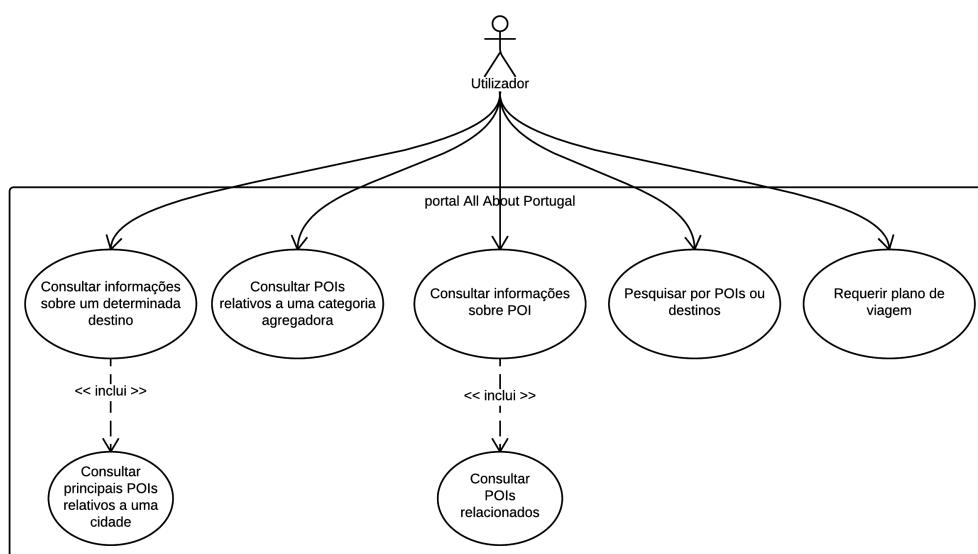 Utilizador
portal All About Portugal
Consultar informações
sobre um determinada
destino
Consultar POIs
relativos a uma categoria
agregadora
Consultar informações
sobre POI
Pesquisar por POIs ou
destinos
Requerir plano de
viagem
<< inclui >>
<< inclui >>
Consultar
principais POIs
relativos a uma
cidade
Consultar
POIs
relacionados